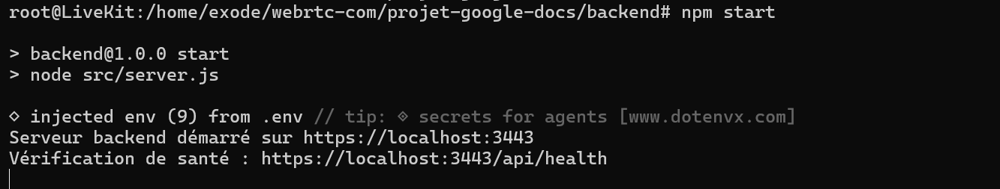 root@LiveKit:/home/exode/webrtc-com/projet-google-docs/backend# npm start
> backend@1.0.0 start
> node src/server.js
◇ injected env (9) from .env // tip: ⟐ secrets for agents [www.dotenvx.com]
Serveur backend démarré sur https://localhost:3443
Vérification de santé : https://localhost:3443/api/health